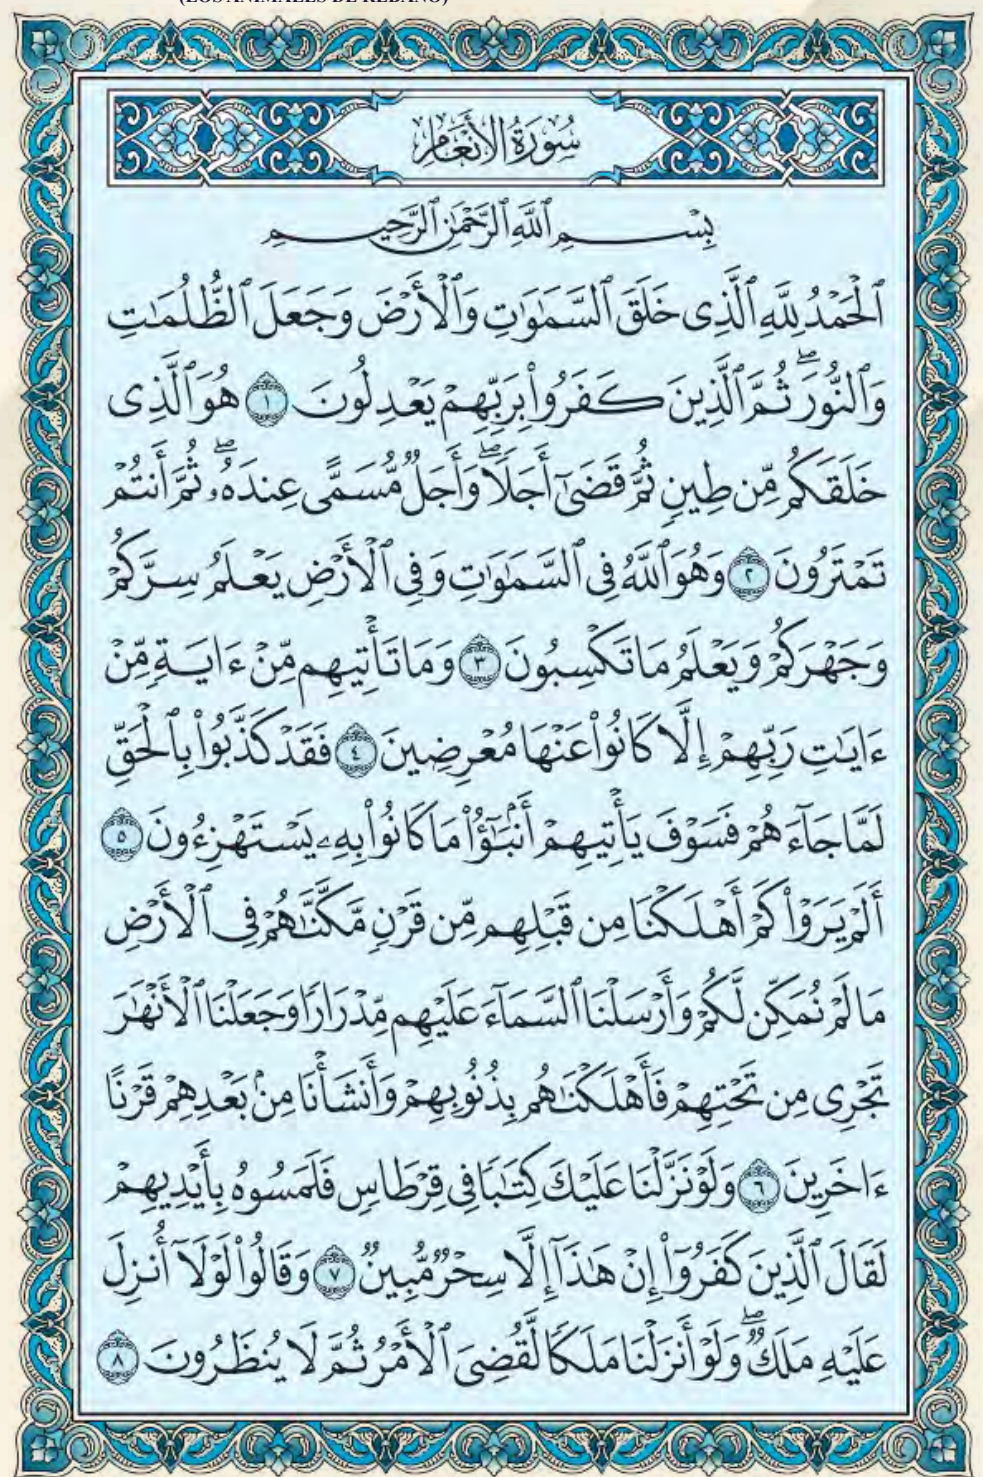 (LOS ANIMALES DE REBAÑO)
سُورَةُ الأَنْعَامِ
بِسْمِ ٱللَّهِ ٱلرَّحْمَٰنِ ٱلرَّحِيمِ
ٱلْحَمْدُ لِلَّهِ ٱلَّذِى خَلَقَ ٱلسَّمَٰوَٰتِ وَٱلْأَرْضَ وَجَعَلَ ٱلظُّلُمَٰتِ
وَٱلنُّورَ ۖ ثُمَّ ٱلَّذِينَ كَفَرُوا۟ بِرَبِّهِمْ يَعْدِلُونَ ١ هُوَ ٱلَّذِى
خَلَقَكُم مِّن طِينٍ ثُمَّ قَضَىٰٓ أَجَلًا ۖ وَأَجَلٌ مُّسَمًّى عِندَهُۥ ۖ ثُمَّ أَنتُمْ
تَمْتَرُونَ ٢ وَهُوَ ٱللَّهُ فِى ٱلسَّمَٰوَٰتِ وَفِى ٱلْأَرْضِ يَعْلَمُ سِرَّكُمْ
وَجَهْرَكُمْ وَيَعْلَمُ مَا تَكْسِبُونَ ٣ وَمَا تَأْتِيهِم مِّنْ ءَايَةٍ مِّنْ
ءَايَٰتِ رَبِّهِمْ إِلَّا كَانُوا۟ عَنْهَا مُعْرِضِينَ ٤ فَقَدْ كَذَّبُوا۟ بِٱلْحَقِّ
لَمَّا جَآءَهُمْ فَسَوْفَ يَأْتِيهِمْ أَنۢبَٰٓؤُا۟ مَا كَانُوا۟ بِهِۦ يَسْتَهْزِءُونَ ٥
أَلَمْ يَرَوْا۟ كَمْ أَهْلَكْنَا مِن قَبْلِهِم مِّن قَرْنٍ مَّكَّنَّٰهُمْ فِى ٱلْأَرْضِ
مَا لَمْ نُمَكِّن لَّكُمْ وَأَرْسَلْنَا ٱلسَّمَآءَ عَلَيْهِم مِّدْرَارًا وَجَعَلْنَا ٱلْأَنْهَٰرَ
تَجْرِى مِن تَحْتِهِمْ فَأَهْلَكْنَٰهُم بِذُنُوبِهِمْ وَأَنشَأْنَا مِنۢ بَعْدِهِمْ قَرْنًا
ءَاخَرِينَ ٦ وَلَوْ نَزَّلْنَا عَلَيْكَ كِتَٰبًا فِى قِرْطَاسٍ فَلَمَسُوهُ بِأَيْدِيهِمْ
لَقَالَ ٱلَّذِينَ كَفَرُوٓا۟ إِنْ هَٰذَآ إِلَّا سِحْرٌ مُّبِينٌ ٧ وَقَالُوا۟ لَوْلَآ أُنزِلَ
عَلَيْهِ مَلَكٌ ۖ وَلَوْ أَنزَلْنَا مَلَكًا لَّقُضِىَ ٱلْأَمْرُ ثُمَّ لَا يُنظَرُونَ ٨